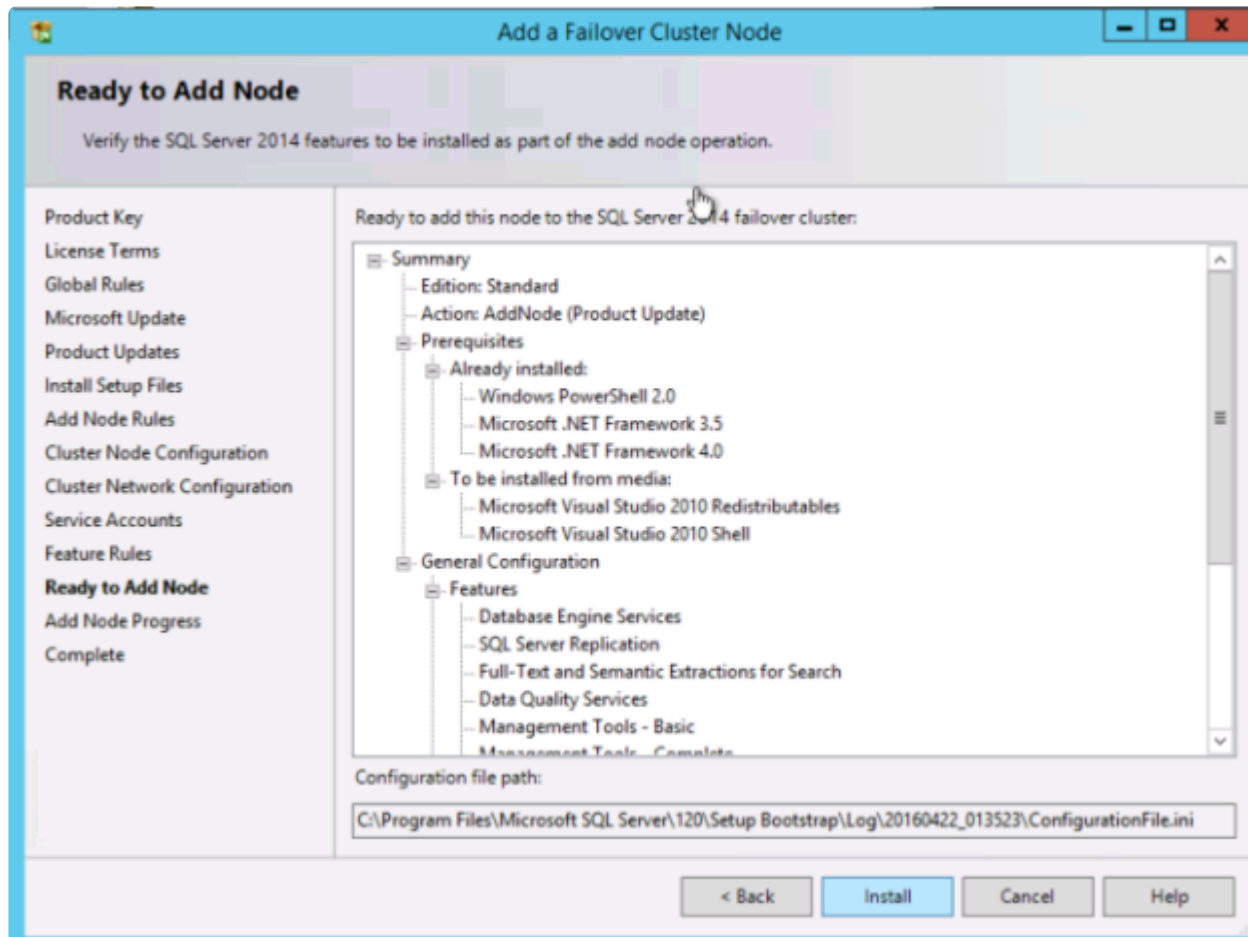 Add a Failover Cluster Node
Ready to Add Node
Verify the SQL Server 2014 features to be installed as part of the add node operation.
Product Key
License Terms
Global Rules
Microsoft Update
Product Updates
Install Setup Files
Add Node Rules
Cluster Node Configuration
Cluster Network Configuration
Service Accounts
Feature Rules
Ready to Add Node
Add Node Progress
Complete
Ready to add this node to the SQL Server 2014 failover cluster:
Summary
Edition: Standard
Action: AddNode (Product Update)
Prerequisites
Already installed:
Windows PowerShell 2.0
Microsoft .NET Framework 3.5
Microsoft .NET Framework 4.0
To be installed from media:
Microsoft Visual Studio 2010 Redistributables
Microsoft Visual Studio 2010 Shell
General Configuration
Features
Database Engine Services
SQL Server Replication
Full-Text and Semantic Extractions for Search
Data Quality Services
Management Tools - Basic
Management Tools - Complete
Configuration file path:
C:\Program Files\Microsoft SQL Server\120\Setup Bootstrap\Log\20160422_013523\ConfigurationFile.ini
< Back
Install
Cancel
Help